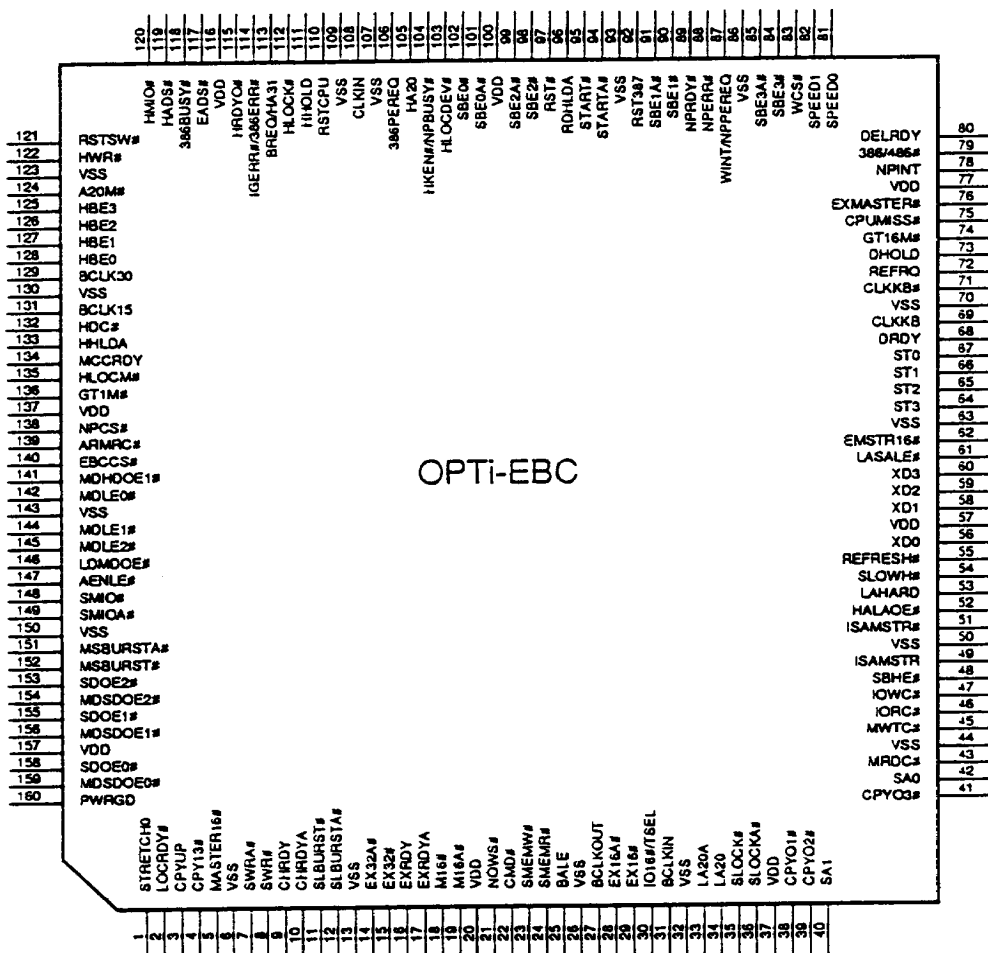 120 HMIO#
119 HADS#
118 386BUSY#
117 EADS#
116 VDD
115 HRDYO#
114 IGERR#/386ERR#
113 BREQ/HA31
112 HLOCK#
111 HHOLD
110 RSTCPU
109 VSS
108 CLKIN
107 VSS
106 386PEREQ
105 HA20
104 HKEN#/NPBUSY#
103 HLOCDEV#
102 SBE0#
101 SBE0A#
100 VDD
99 SBE2A#
98 SBE2#
97 RST#
96 RDHLDA
95 START#
94 STARTA#
93 VSS
92 RST387
91 SBE1A#
90 SBE1#
89 NPRDY#
88 NPERR#
87 WINT/NPPEREQ
86 VSS
85 SBE3A#
84 SBE3#
83 WCS#
82 SPEED1
81 SPEED0
121 RSTSW#
122 HWR#
123 VSS
124 A20M#
125 HBE3
126 HBE2
127 HBE1
128 HBE0
129 BCLK30
130 VSS
131 BCLK15
132 HDC#
133 HHLDA
134 MCCRDY
135 HLOCM#
136 GT1M#
137 VDD
138 NPCS#
139 ARMRC#
140 EBCCS#
141 MDHDOE1#
142 MDLE0#
143 VSS
144 MDLE1#
145 MDLE2#
146 LDMDOE#
147 AENLE#
148 SMIO#
149 SMIOA#
150 VSS
151 MSBURSTA#
152 MSBURST#
153 SDOE2#
154 MDSDOE2#
155 SDOE1#
156 MDSDOE1#
157 VDD
158 SDOE0#
159 MDSDOE0#
160 PWRGD
OPTi-EBC
DELRDY 80
386/486# 79
NPINT 78
VDD 77
EXMASTER# 76
CPUMISS# 75
GT16M# 74
DHOLD 73
REFRQ 72
CLKKB# 71
VSS 70
CLKKB 69
DRDY 68
ST0 67
ST1 66
ST2 65
ST3 64
VSS 63
EMSTR16# 62
LASALE# 61
XD3 60
XD2 59
XD1 58
VDD 57
XD0 56
REFRESH# 55
SLOWH# 54
LAHARD 53
HALAOE# 52
ISAMSTR# 51
VSS 50
ISAMSTR 49
SBHE# 48
IOWC# 47
IORC# 46
MWTC# 45
VSS 44
MRDC# 43
SA0 42
CPYO3# 41
STRETCH0 1
LOCRDY# 2
CPYUP 3
CPY13# 4
MASTER16# 5
VSS 6
SWRA# 7
SWR# 8
CHRDY 9
CHRDYA 10
SLBURST# 11
SLBURSTA# 12
VSS 13
EX32A# 14
EX32# 15
EXRDY 16
EXRDYA 17
M16# 18
M16A# 19
VDD 20
NOWS# 21
CMD# 22
SMEMW# 23
SMEMR# 24
BALE 25
VSS 26
BCLKOUT 27
EX16A# 28
EX16# 29
IO16#/TSEL 30
BCLKIN 31
VSS 32
LA20A 33
LA20 34
SLOCK# 35
SLOCKA# 36
VDD 37
CPYO1# 38
CPYO2# 39
SA1 40